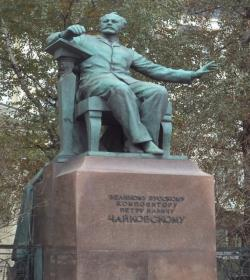 ВЕЛИКОМУ РУССКОМУ
КОМПОЗИТОРУ
ПЕТРУ ИЛЬИЧУ
ЧАЙКОВСКОМУ